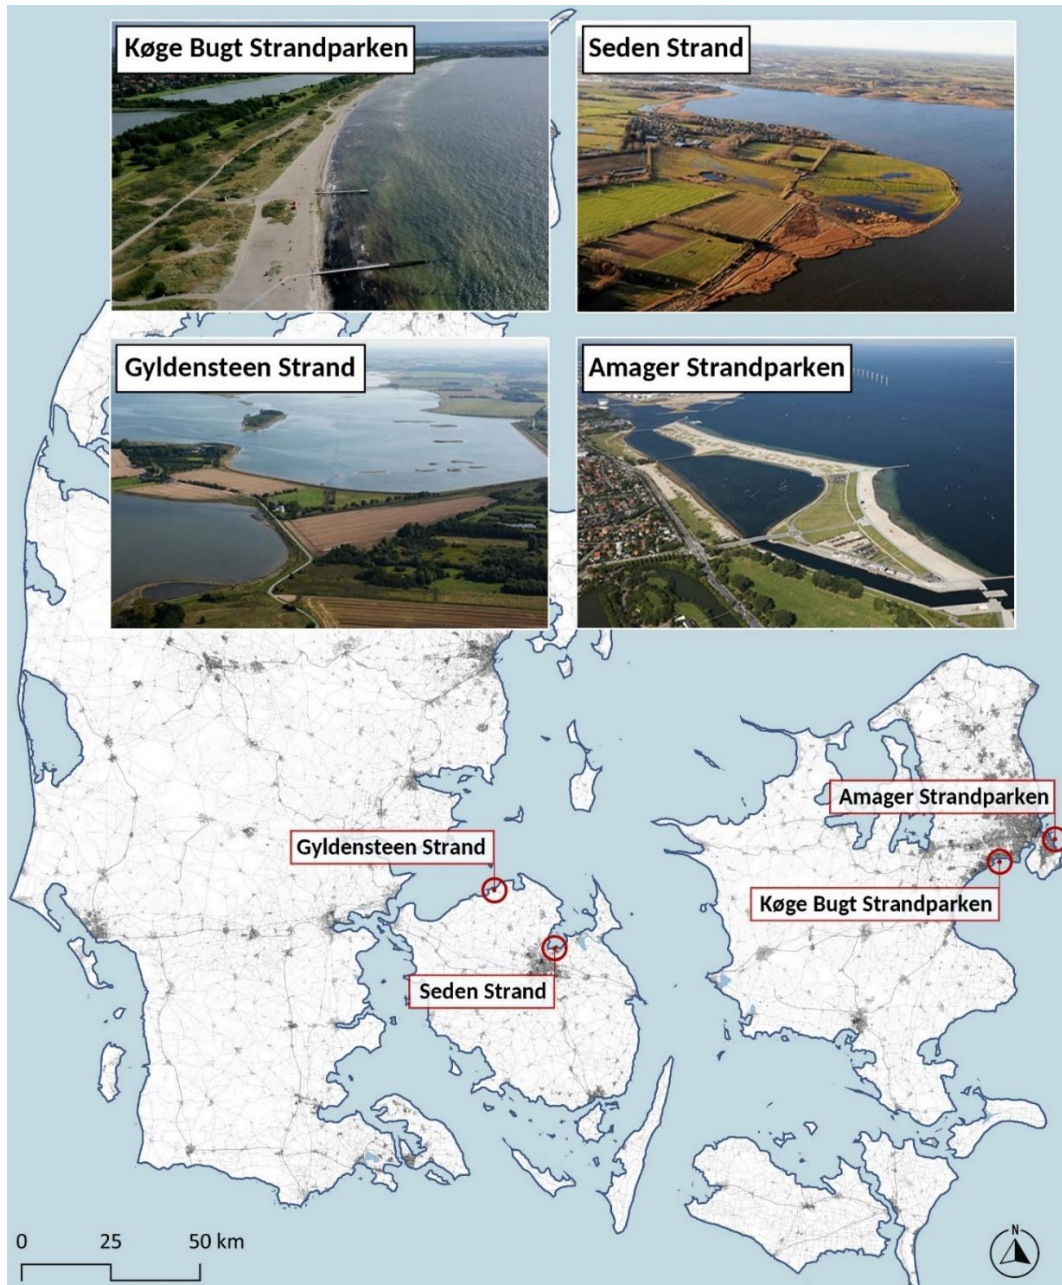 Køge Bugt Strandparken
Seden Strand
Gyldensteen Strand
Amager Strandparken
Amager Strandparken
Gyldensteen Strand
Køge Bugt Strandparken
Seden Strand
0 25 50 km
N